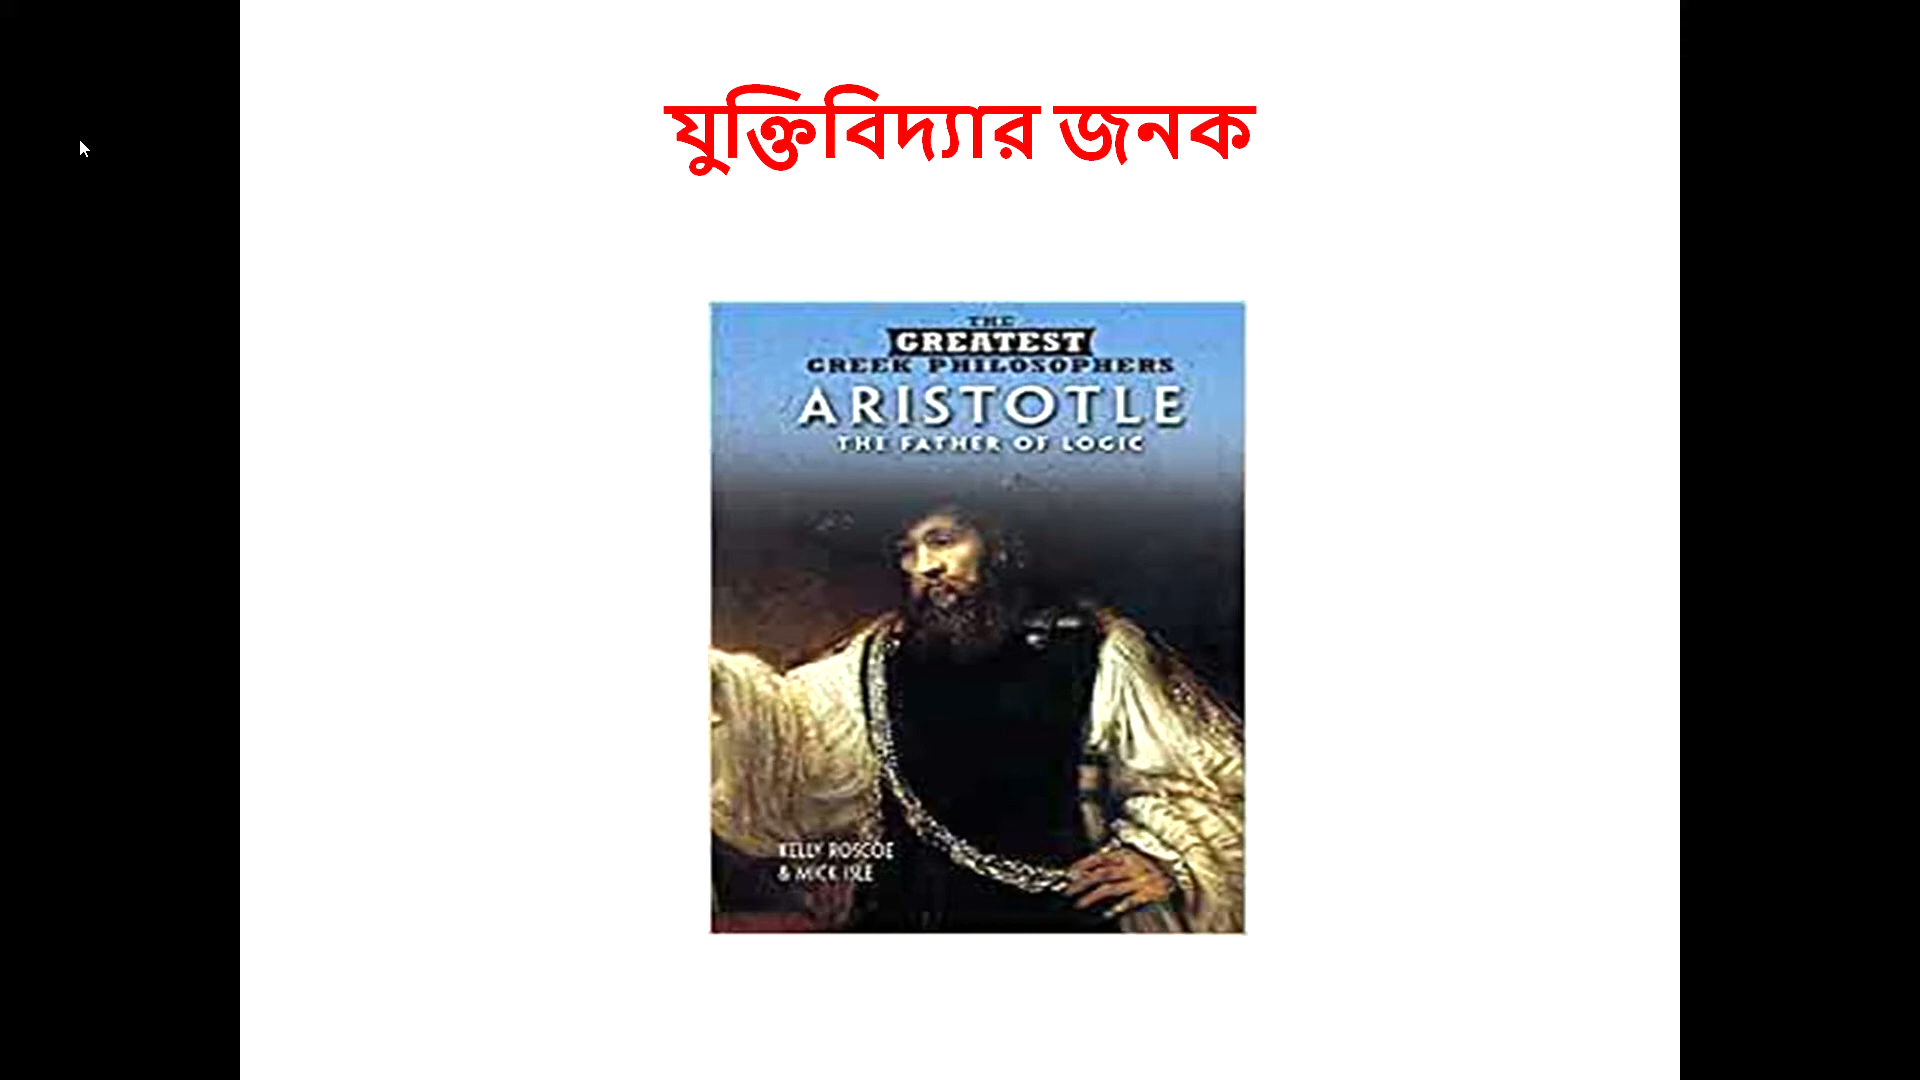 যুক্তিবিদ্যার জনক
THE
GREATEST
GREEK PHILOSOPHERS
ARISTOTLE
THE FATHER OF LOGIC
KELLY ROSCOE
& MICK ISLE